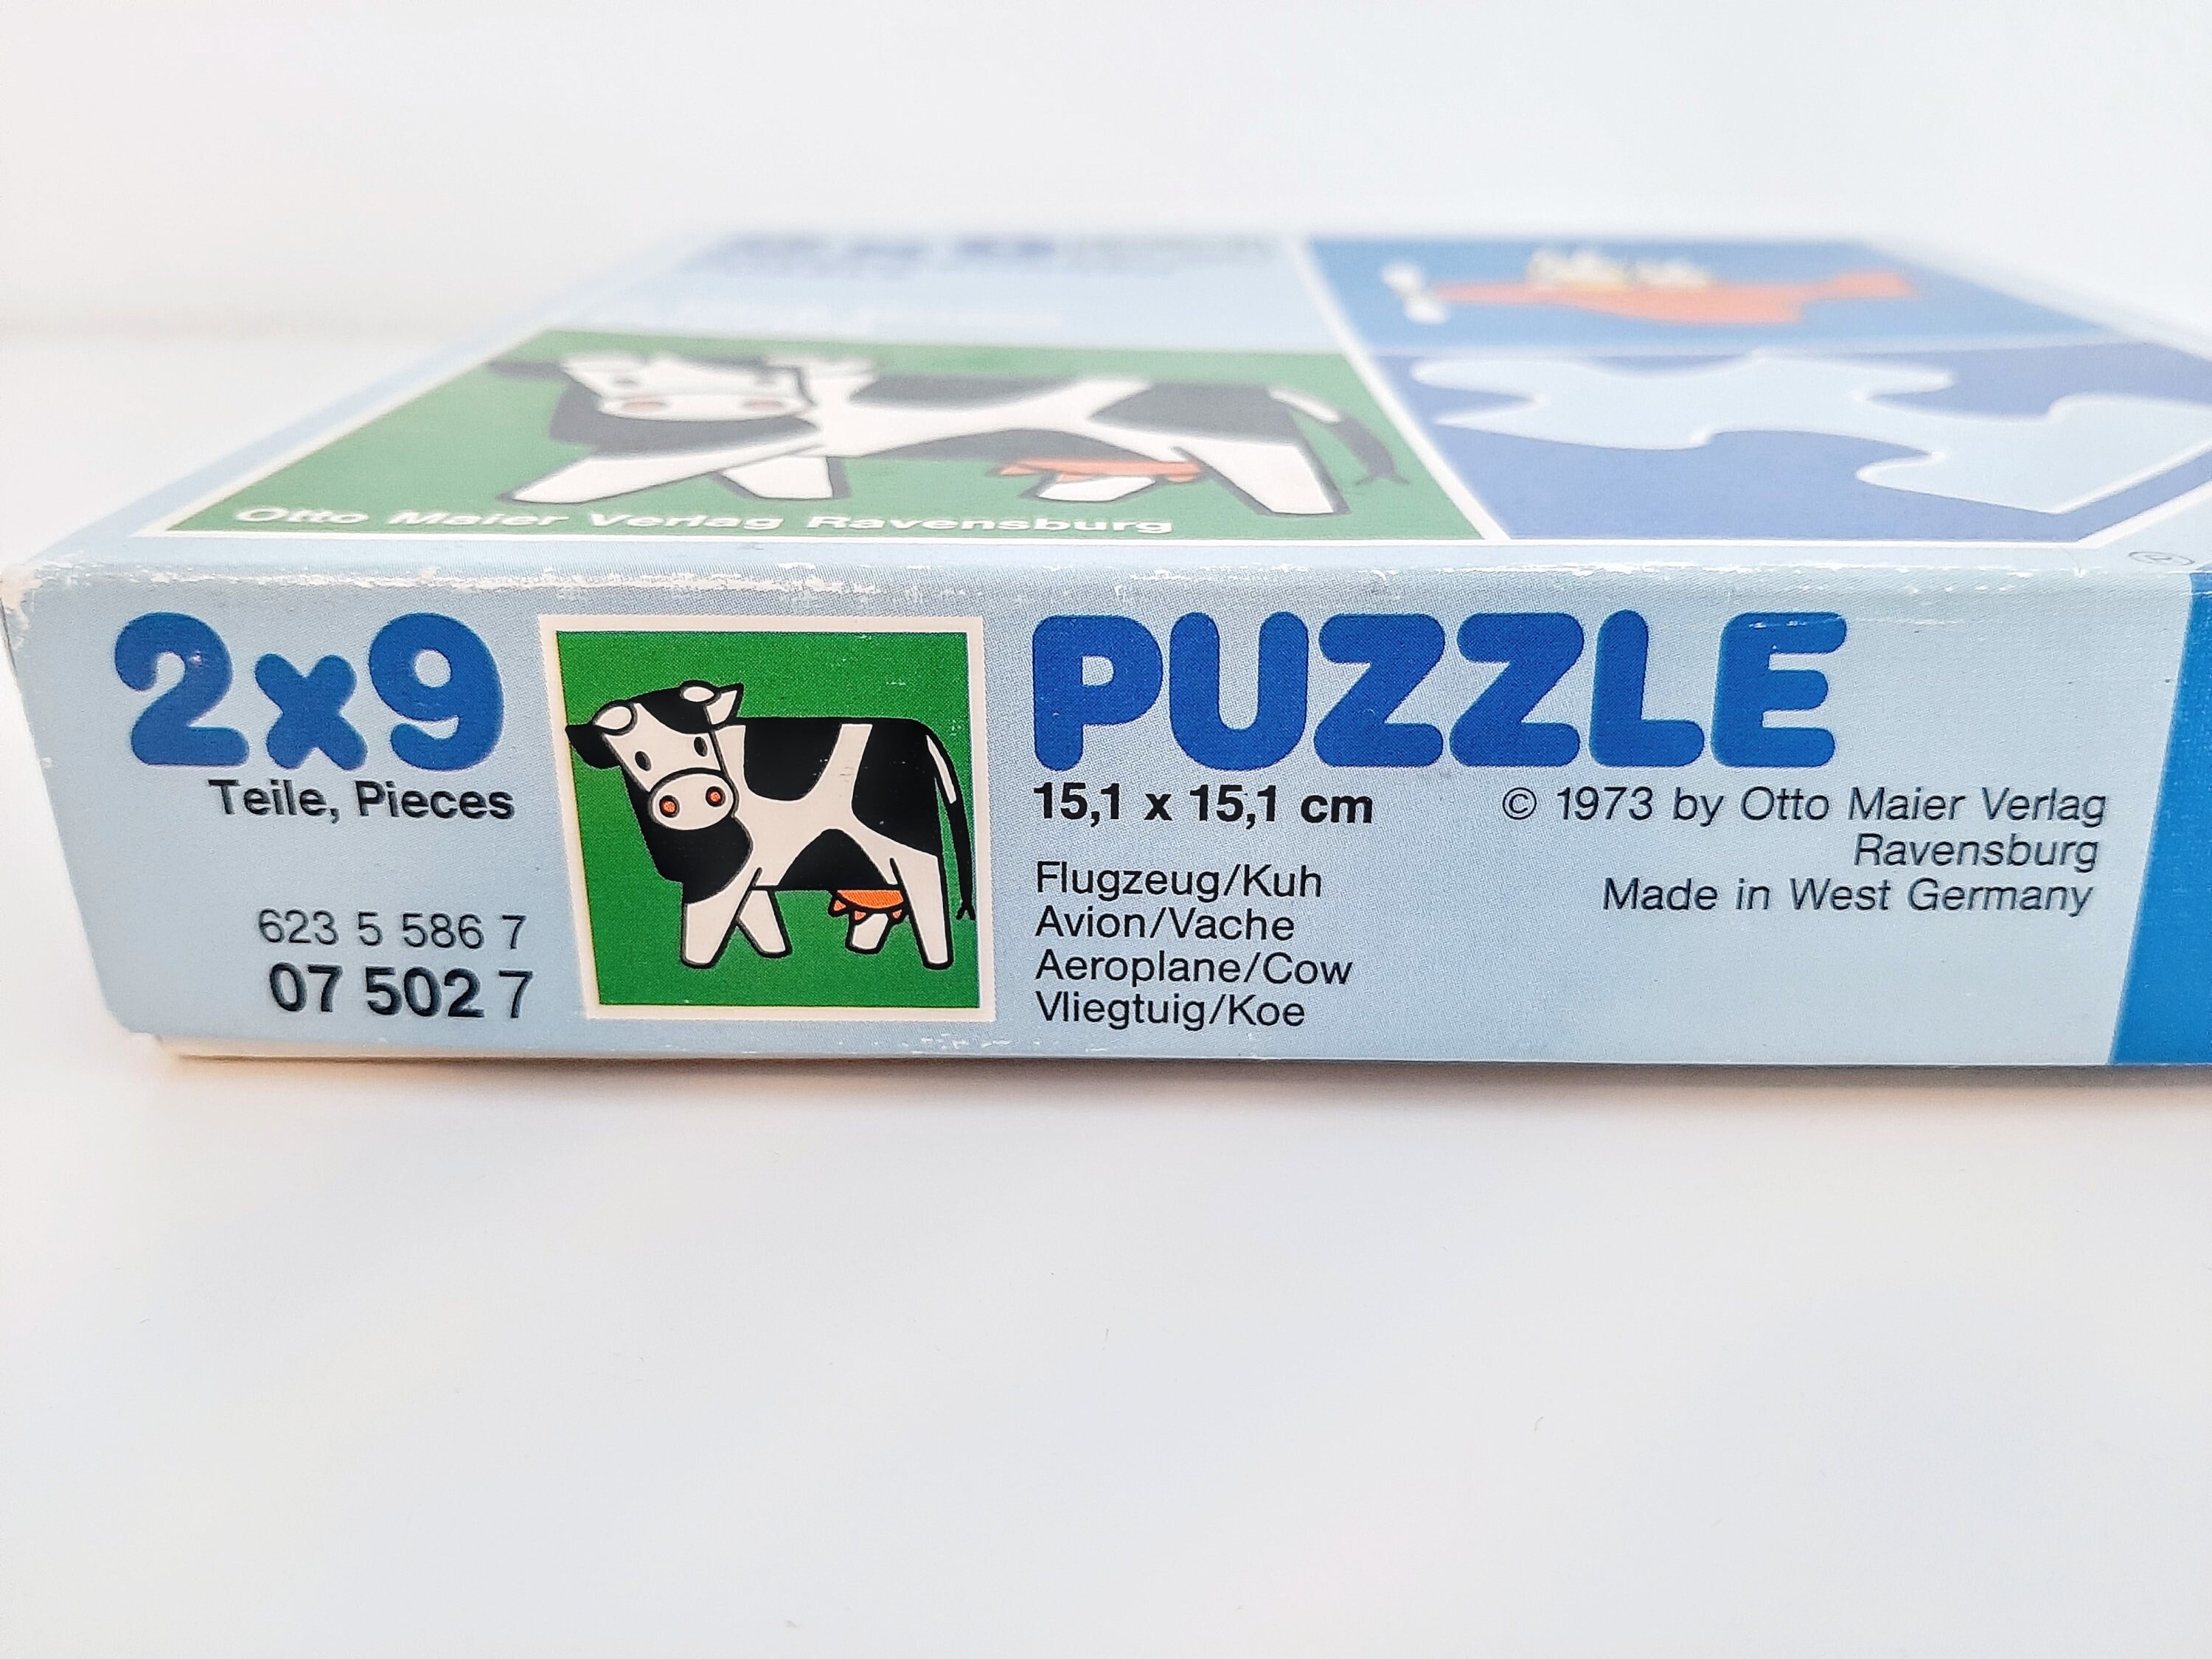 Otto Maier Verlag Ravensburg
2x9
Teile, Pieces
623 5 586 7
07 502 7
PUZZLE
15,1 x 15,1 cm
Flugzeug/Kuh
Avion/Vache
Aeroplane/Cow
Vliegtuig/Koe
© 1973 by Otto Maier Verlag
Ravensburg
Made in West Germany